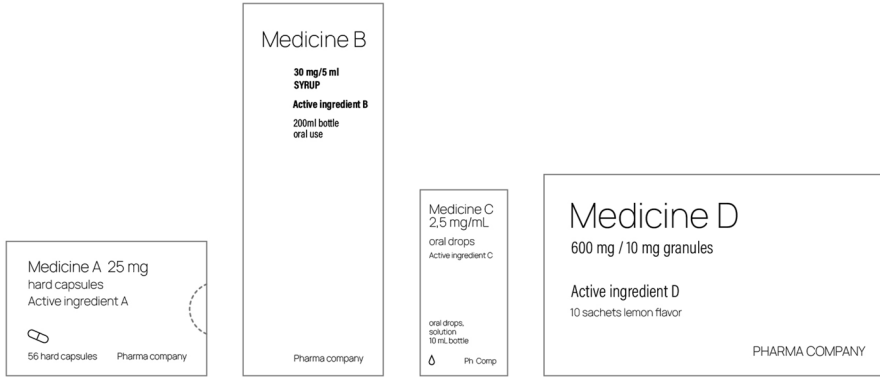 Medicine A 25 mg
hard capsules
Active ingredient A
56 hard capsules
Pharma company
Medicine B
30 mg/5 ml
SYRUP
Active ingredient B
200ml bottle
oral use
Pharma company
Medicine C
2,5 mg/mL
oral drops
Active ingredient C
oral drops,
solution
10 mL bottle
Ph Comp
Medicine D
600 mg / 10 mg granules
Active ingredient D
10 sachets lemon flavor
PHARMA COMPANY